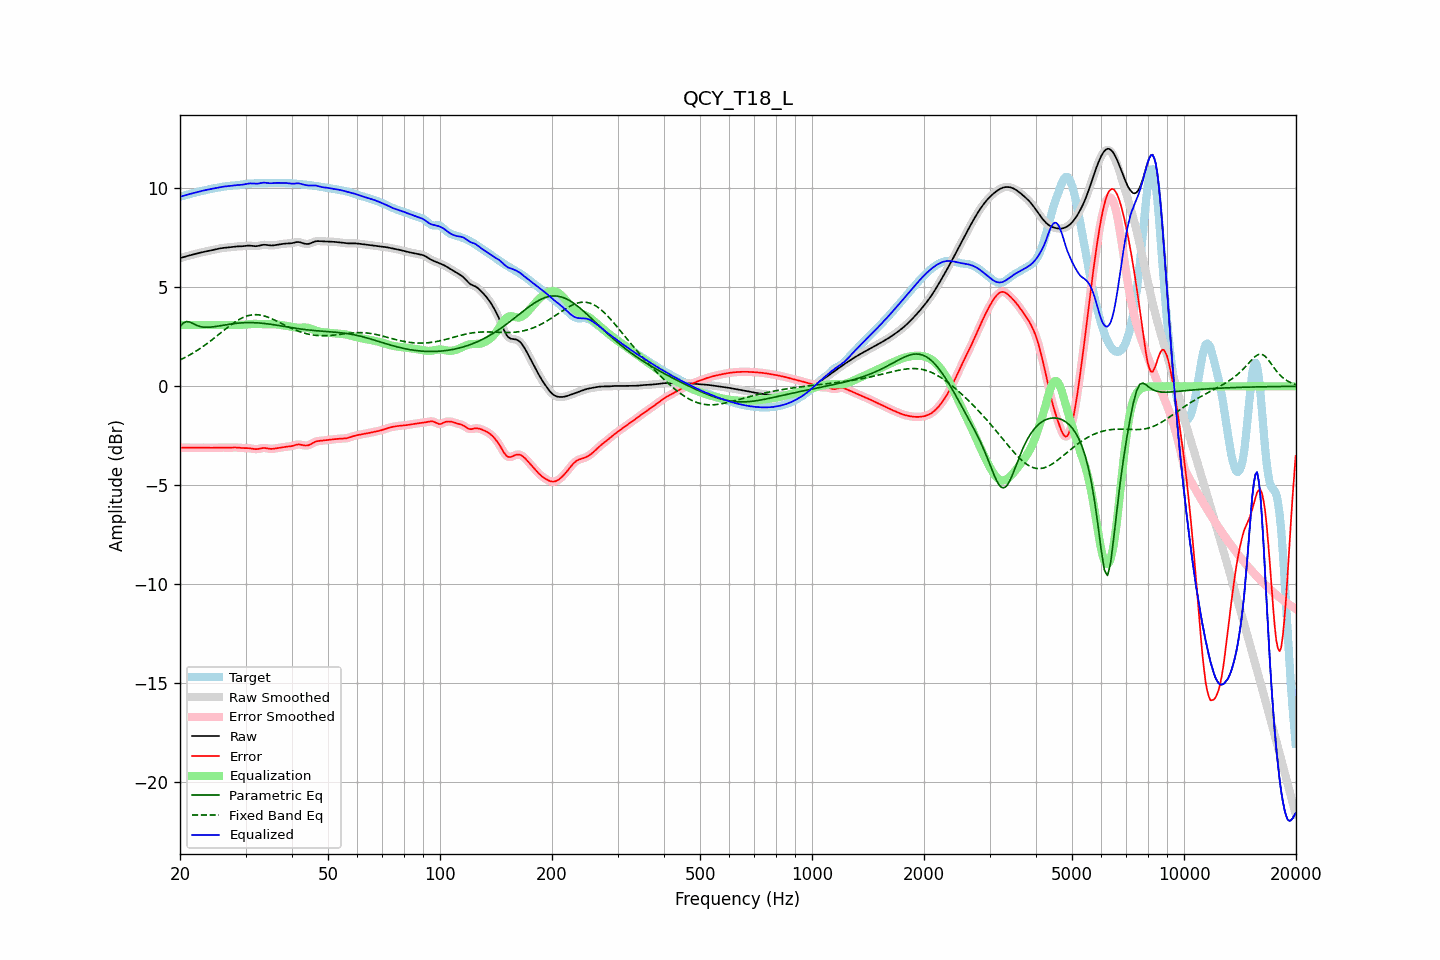 QCY_T18_L
Amplitude (dBr)
10
5
0
−5
−10
−15
−20
Target
Raw Smoothed
Error Smoothed
Raw
Error
Equalization
Parametric Eq
Fixed Band Eq
Equalized
20 50 100 200 500 1000 2000 5000 10000 20000
Frequency (Hz)